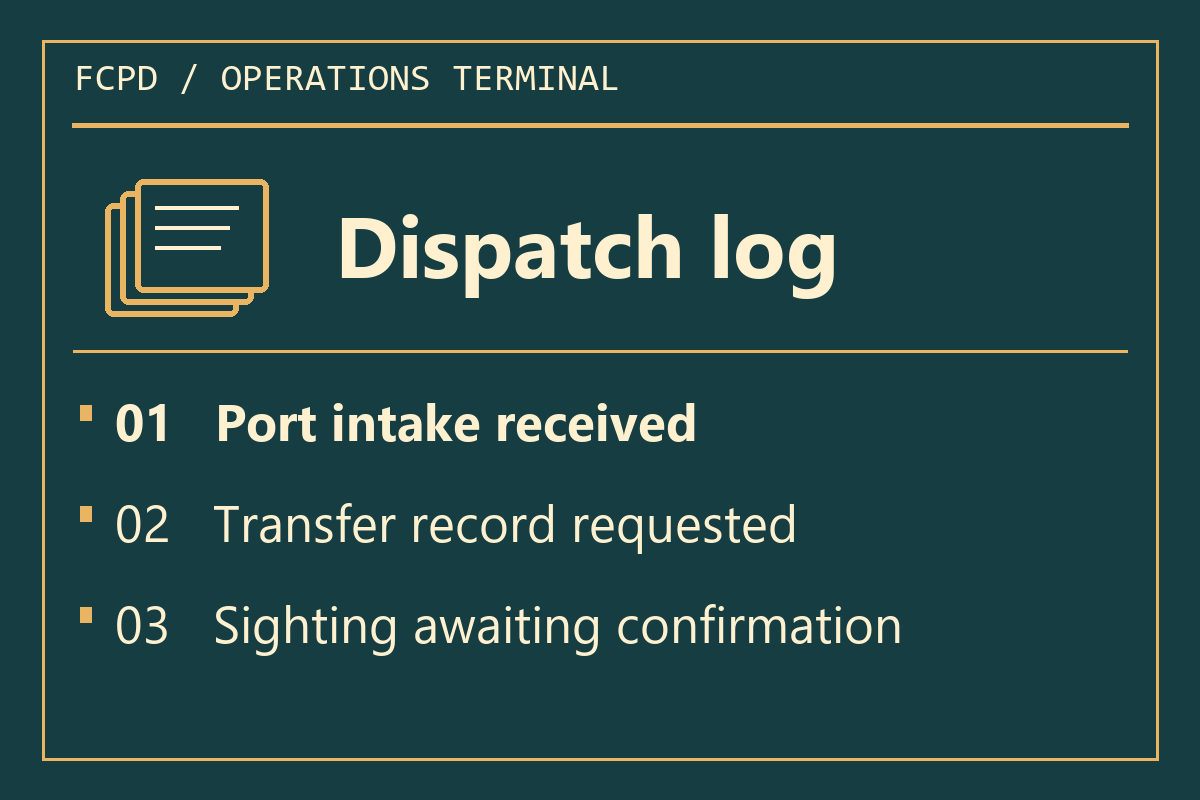 FCPD / OPERATIONS TERMINAL
Dispatch log
01 Port intake received
02 Transfer record requested
03 Sighting awaiting confirmation